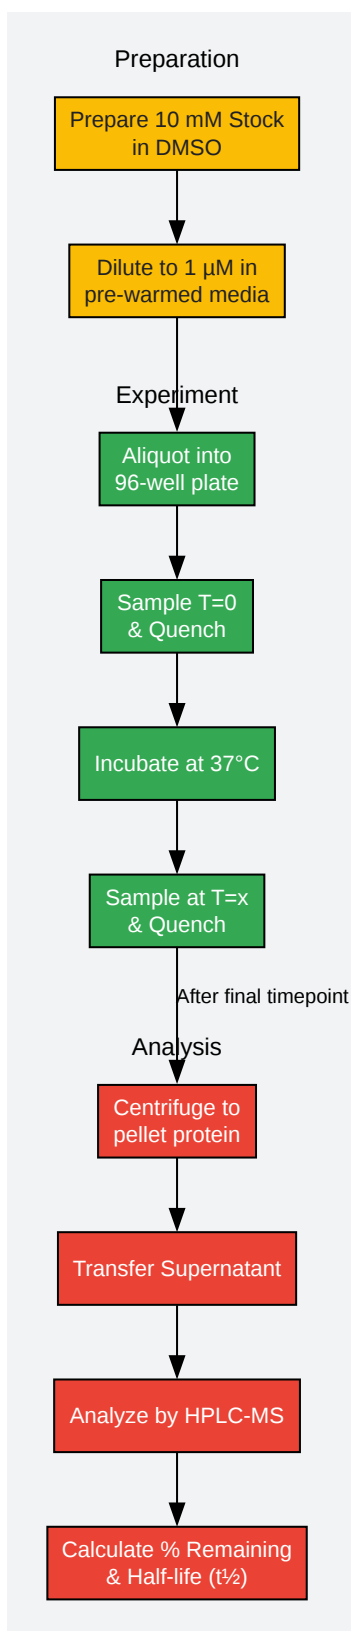 Preparation
Prepare 10 mM Stock
in DMSO
Dilute to 1 µM in
pre-warmed media
Experiment
Aliquot into
96-well plate
Sample T=0
& Quench
Incubate at 37°C
Sample at T=x
& Quench
After final timepoint
Analysis
Centrifuge to
pellet protein
Transfer Supernatant
Analyze by HPLC-MS
Calculate % Remaining
& Half-life (t½)